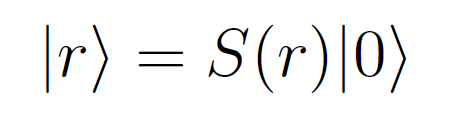 |r⟩ = S(r)|0⟩